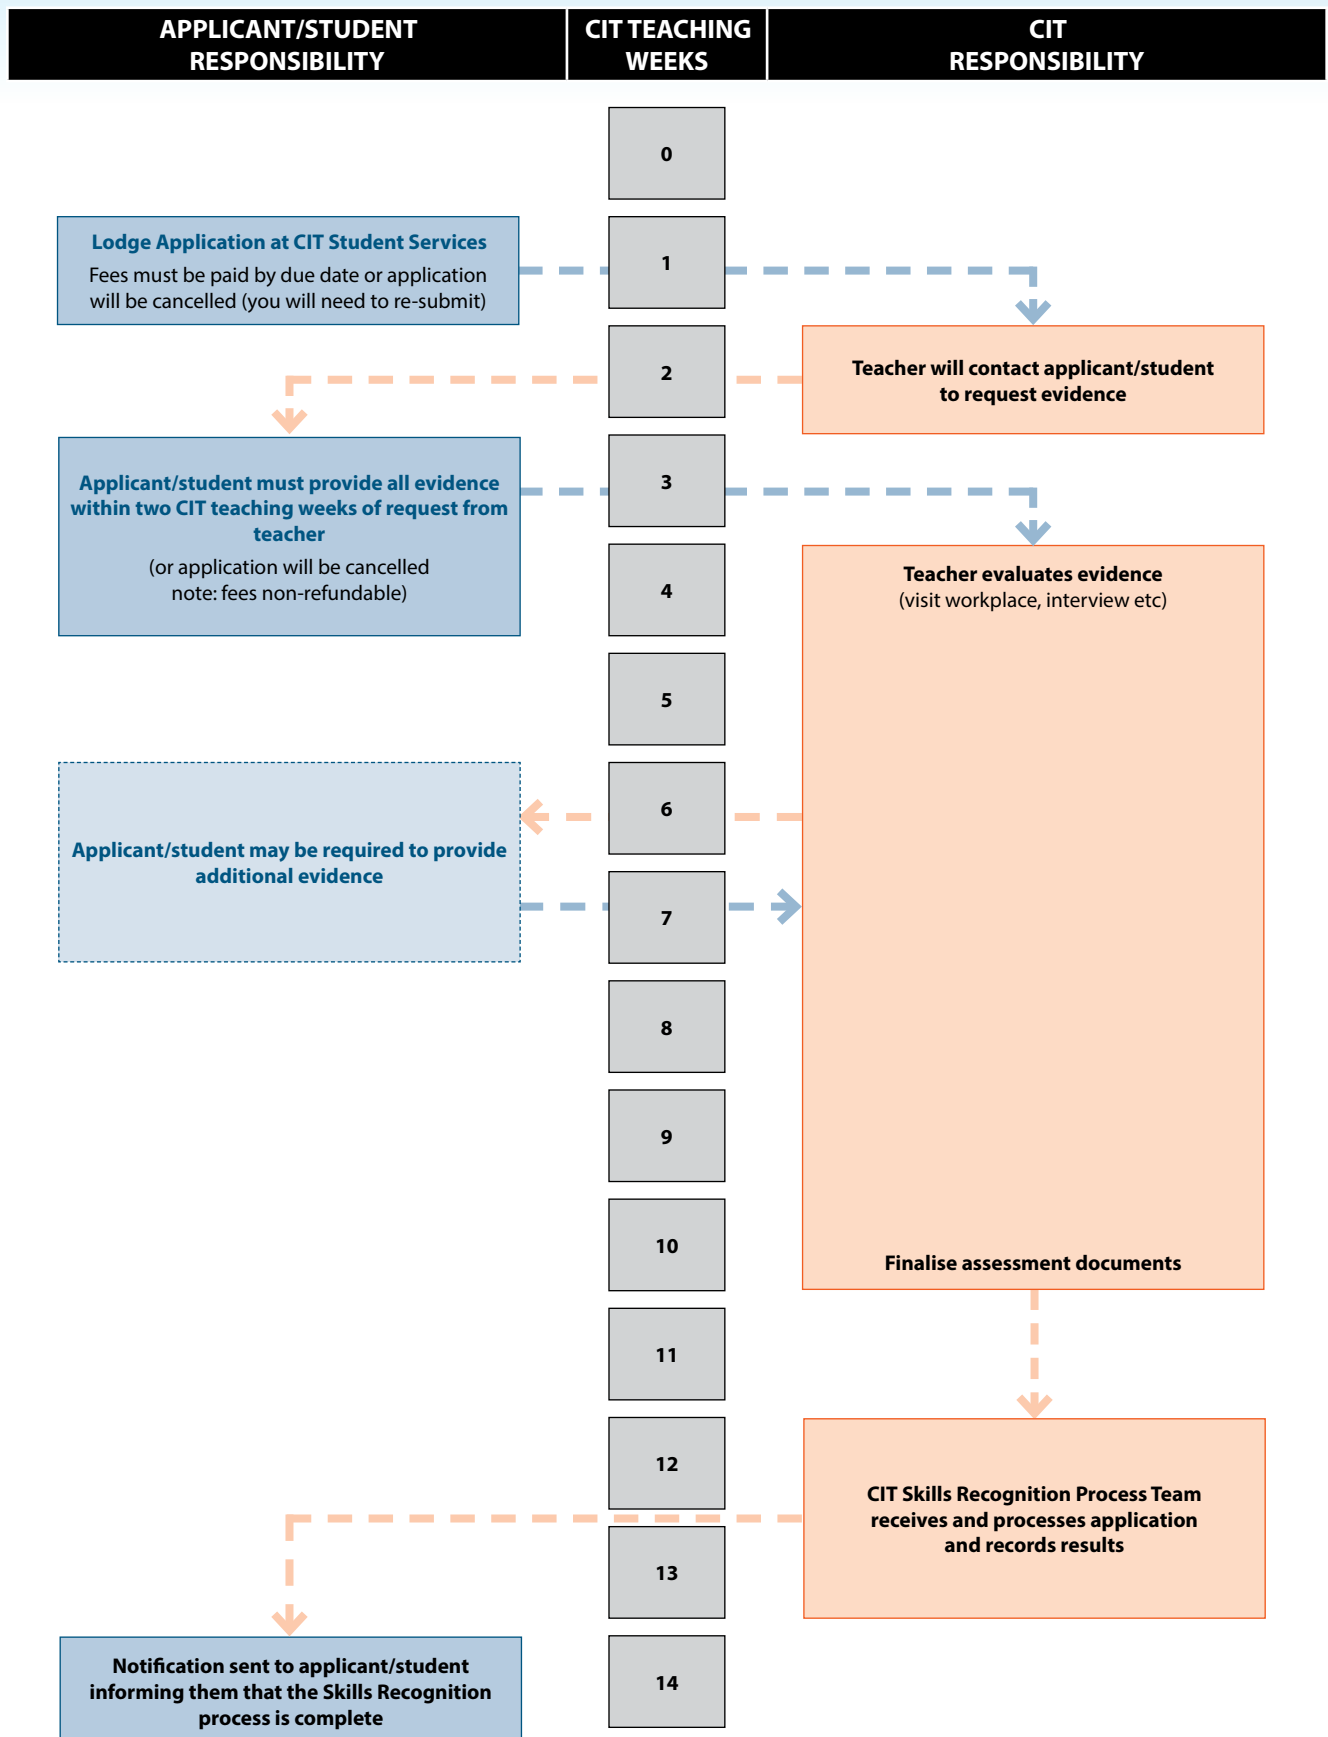 APPLICANT/STUDENT
RESPONSIBILITY
CIT TEACHING
WEEKS
CIT
RESPONSIBILITY
0
Lodge Application at CIT Student Services
Fees must be paid by due date or application
will be cancelled (you will need to re-submit)
1
2
Teacher will contact applicant/student
to request evidence
Applicant/student must provide all evidence
within two CIT teaching weeks of request from
teacher
(or application will be cancelled
note: fees non-refundable)
3
4
Teacher evaluates evidence
(visit workplace, interview etc)
5
6
Applicant/student may be required to provide
additional evidence
7
8
9
10
Finalise assessment documents
11
12
CIT Skills Recognition Process Team
receives and processes application
and records results
13
Notification sent to applicant/student
informing them that the Skills Recognition
process is complete
14